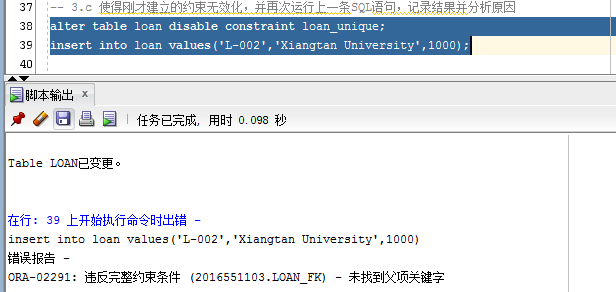 37
38 -- 3.c 使得刚才建立的约束无效化，并再次运行上一条SQL语句，记录结果并分析原因
alter table loan disable constraint loan_unique;
39 insert into loan values('L-002','Xiangtan University',1000);
40
脚本输出 x
任务已完成, 用时 0.098 秒
Table LOAN已变更。
在行: 39 上开始执行命令时出错 -
insert into loan values('L-002','Xiangtan University',1000)
错误报告 -
ORA-02291: 违反完整约束条件 (2016551103.LOAN_FK) - 未找到父项关键字